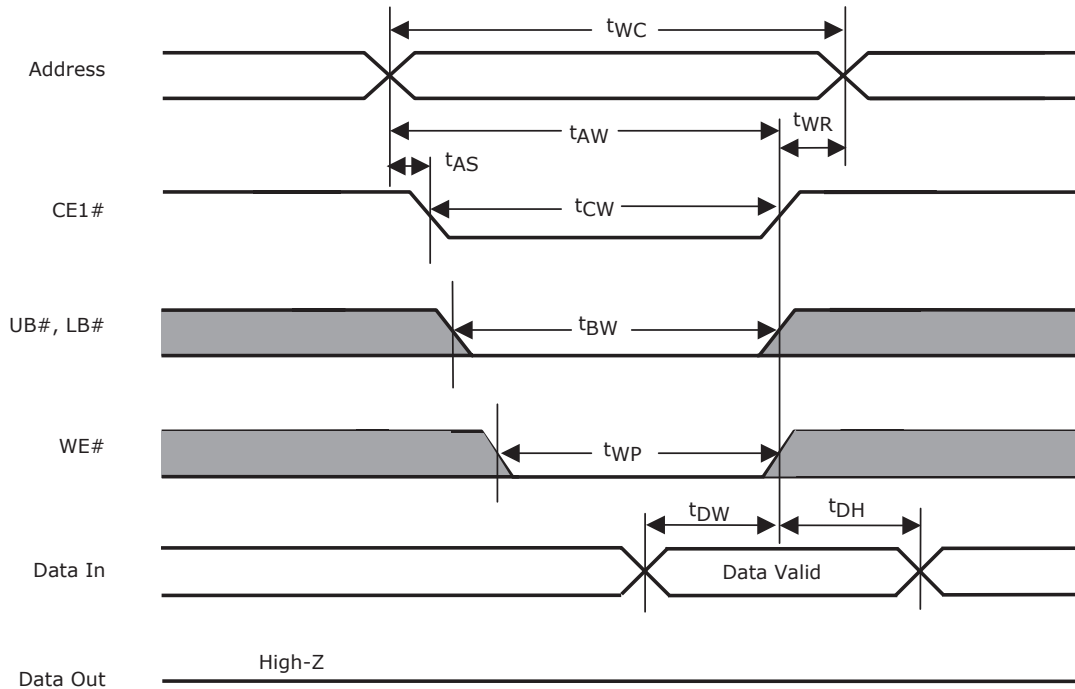 tWC
Address
tAW
tWR
tAS
CE1#
tCW
UB#, LB#
tBW
WE#
tWP
tDW
tDH
Data In
Data Valid
High-Z
Data Out